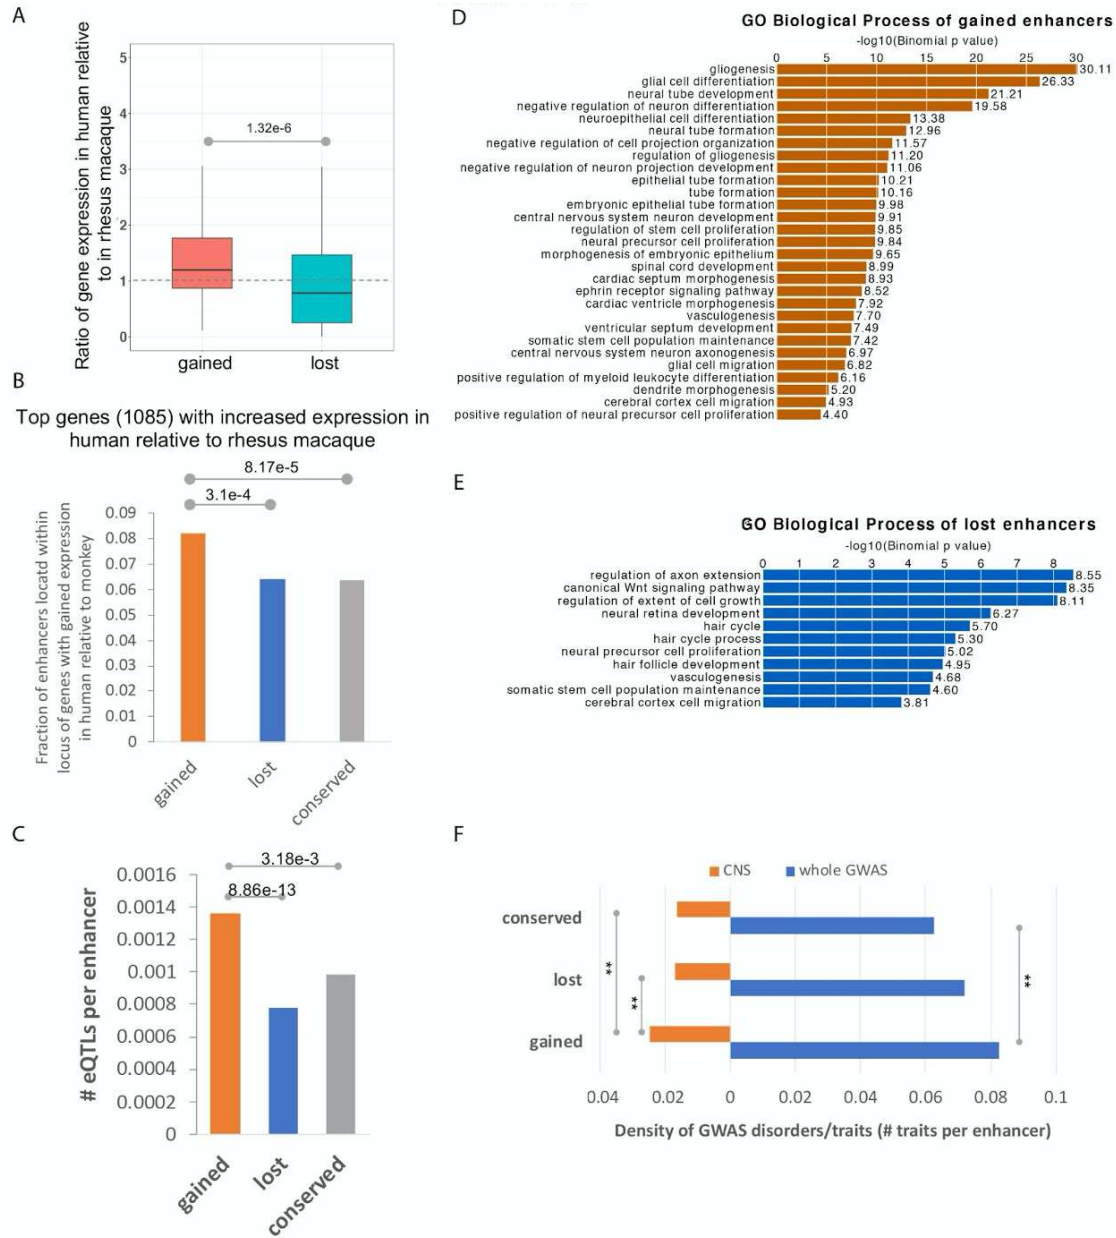 A
Ratio of gene expression in human relative
to in rhesus macaque
5
4
3
2
1
0
1.32e-6
gained lost
B
Top genes (1085) with increased expression in
human relative to rhesus macaque
Fraction of enhancers locatd within
locus of genes with gained expression
in human relative to monkey
8.17e-5
3.1e-4
0.09
0.08
0.07
0.06
0.05
0.04
0.03
0.02
0.01
0
gained lost conserved
C
# eQTLs per enhancer
3.18e-3
8.86e-13
0.0016
0.0014
0.0012
0.001
0.0008
0.0006
0.0004
0.0002
0
gained lost conserved
D
GO Biological Process of gained enhancers
-log10(Binomial p value)
0 5 10 15 20 25 30
gliogenesis 30.11
glial cell differentiation 26.33
neural tube development 21.21
negative regulation of neuron differentiation 19.58
neuroepithelial cell differentiation 13.38
neural tube formation 12.96
negative regulation of cell projection organization 11.57
regulation of gliogenesis 11.20
negative regulation of neuron projection development 11.06
epithelial tube formation 10.21
tube formation 10.16
embryonic epithelial tube formation 9.98
central nervous system neuron development 9.91
regulation of stem cell proliferation 9.85
neural precursor cell proliferation 9.84
morphogenesis of embryonic epithelium 9.65
spinal cord development 8.99
cardiac septum morphogenesis 8.93
ephrin receptor signaling pathway 8.52
cardiac ventricle morphogenesis 7.92
vasculogenesis 7.70
ventricular septum development 7.49
somatic stem cell population maintenance 7.42
central nervous system neuron axonogenesis 6.97
glial cell migration 6.82
positive regulation of myeloid leukocyte differentiation 6.16
dendrite morphogenesis 5.20
cerebral cortex cell migration 4.93
positive regulation of neural precursor cell proliferation 4.40
E
GO Biological Process of lost enhancers
-log10(Binomial p value)
0 1 2 3 4 5 6 7 8
regulation of axon extension 8.55
canonical Wnt signaling pathway 8.35
regulation of extent of cell growth 8.11
neural retina development 6.27
hair cycle 5.70
hair cycle process 5.30
neural precursor cell proliferation 5.02
hair follicle development 4.95
vasculogenesis 4.68
somatic stem cell population maintenance 4.60
cerebral cortex cell migration 3.81
F
CNS whole GWAS
conserved
lost
gained
**
**
**
0.04 0.02 0 0.02 0.04 0.06 0.08 0.1
Density of GWAS disorders/traits (# traits per enhancer)